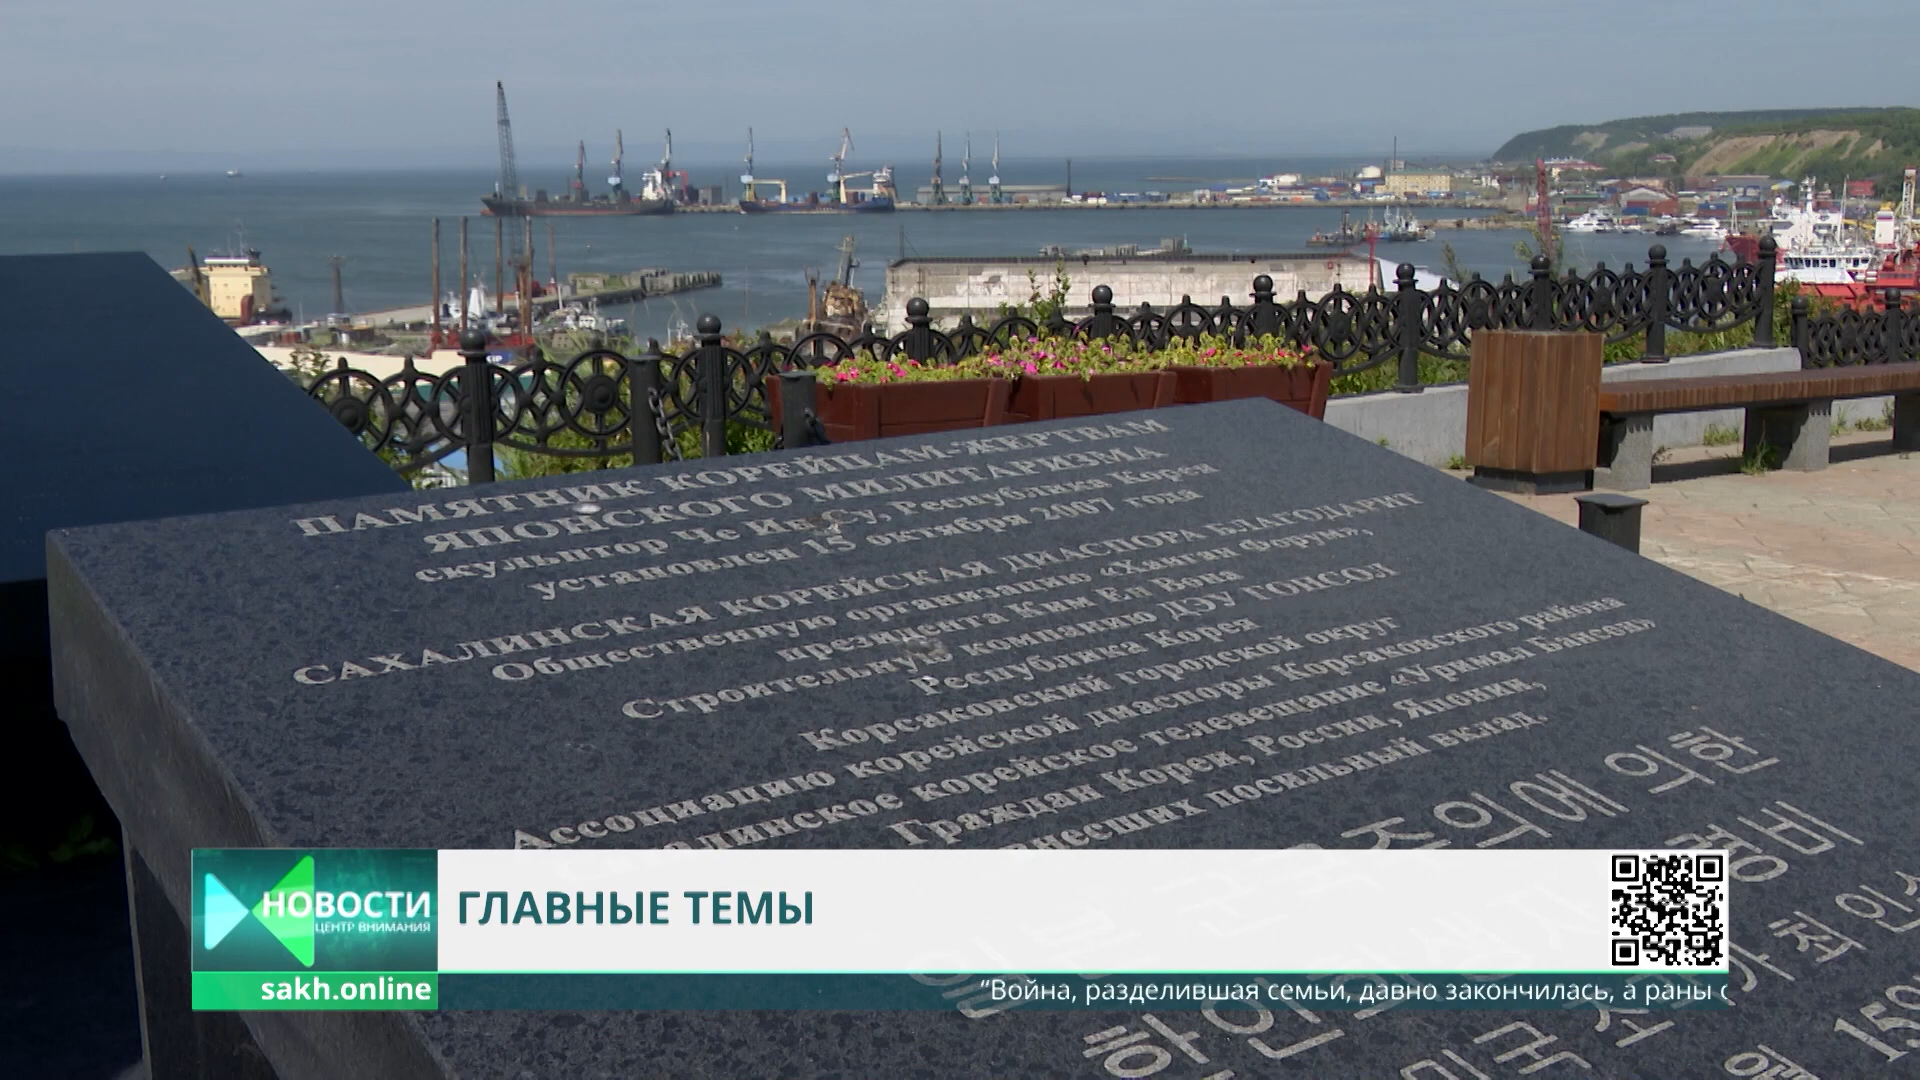 ПАМЯТНИК КОРЕЙЦАМ-ЖЕРТВАМ
ЯПОНСКОГО МИЛИТАРИЗМА
скульптор Че Ин Су, Республика Корея
установлен 15 октября 2007 года
САХАЛИНСКАЯ КОРЕЙСКАЯ ДИАСПОРА БЛАГОДАРИТ
Общественную организацию «Ханган Форум»,
президента Ким Ен Вона
Строительную компанию ДЭУ ГОНСОЛ
Республика Корея
Корсаковский городской округ
Ассоциацию корейской диаспоры Корсаковского района
корейское телевещание «Уримал Бансон»
Граждан Кореи, России, Японии,
внесших посильный вклад.
의한
НОВОСТИ
ЦЕНТР ВНИМАНИЯ
ГЛАВНЫЕ ТЕМЫ
sakh.online
“Война, разделившая семьи, давно закончилась, а раны